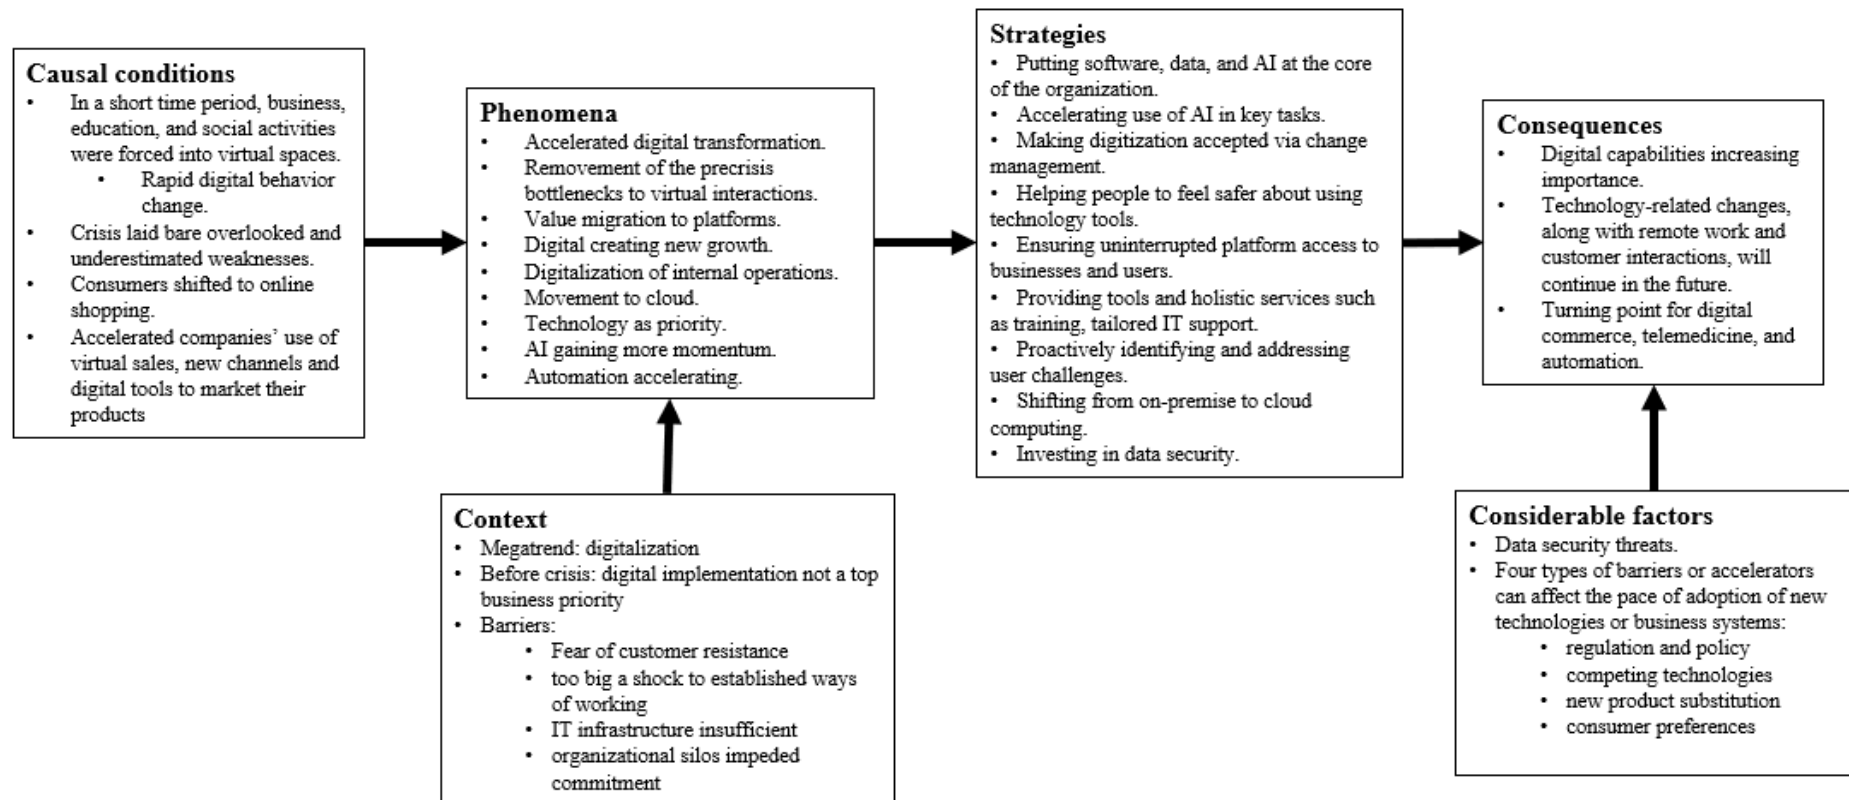 Causal conditions
• In a short time period, business,
education, and social activities
were forced into virtual spaces.
• Rapid digital behavior
change.
• Crisis laid bare overlooked and
underestimated weaknesses.
• Consumers shifted to online
shopping.
• Accelerated companies’ use of
virtual sales, new channels and
digital tools to market their
products
Phenomena
• Accelerated digital transformation.
• Removement of the precrisis
bottlenecks to virtual interactions.
• Value migration to platforms.
• Digital creating new growth.
• Digitalization of internal operations.
• Movement to cloud.
• Technology as priority.
• AI gaining more momentum.
• Automation accelerating.
Context
• Megatrend: digitalization
• Before crisis: digital implementation not a top
business priority
• Barriers:
• Fear of customer resistance
• too big a shock to established ways
of working
• IT infrastructure insufficient
• organizational silos impeded
commitment
Strategies
• Putting software, data, and AI at the core
of the organization.
• Accelerating use of AI in key tasks.
• Making digitization accepted via change
management.
• Helping people to feel safer about using
technology tools.
• Ensuring uninterrupted platform access to
businesses and users.
• Providing tools and holistic services such
as training, tailored IT support.
• Proactively identifying and addressing
user challenges.
• Shifting from on-premise to cloud
computing.
• Investing in data security.
Consequences
• Digital capabilities increasing
importance.
• Technology-related changes,
along with remote work and
customer interactions, will
continue in the future.
• Turning point for digital
commerce, telemedicine, and
automation.
Considerable factors
• Data security threats.
• Four types of barriers or accelerators
can affect the pace of adoption of new
technologies or business systems:
• regulation and policy
• competing technologies
• new product substitution
• consumer preferences